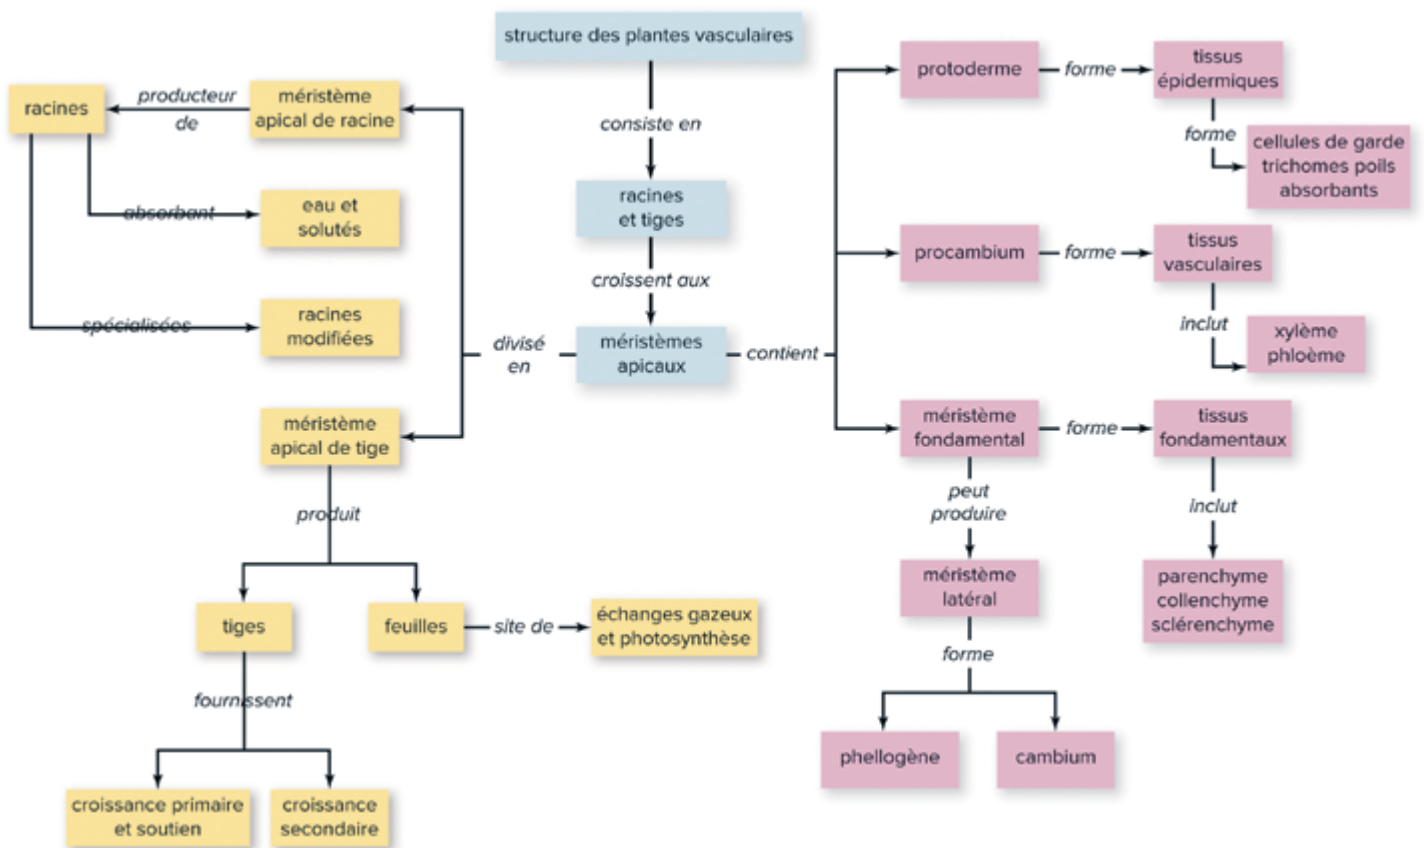 structure des plantes vasculaires
consiste en
racines
et tiges
croissent aux
méristèmes
apicaux
divisé
en
méristème
apical de racine
producteur
de
racines
absorbant
eau et
solutés
spécialisées
racines
modifiées
méristème
apical de tige
produit
tiges
feuilles
site de
échanges gazeux
et photosynthèse
fournissent
croissance primaire
et soutien
croissance
secondaire
contient
protoderme
forme
tissus
épidermiques
forme
cellules de garde
trichomes poils
absorbants
procambium
forme
tissus
vasculaires
inclut
xylème
phloème
méristème
fondamental
forme
tissus
fondamentaux
inclut
parenchyme
collenchyme
sclérenchyme
peut
produire
méristème
latéral
forme
phellogène
cambium